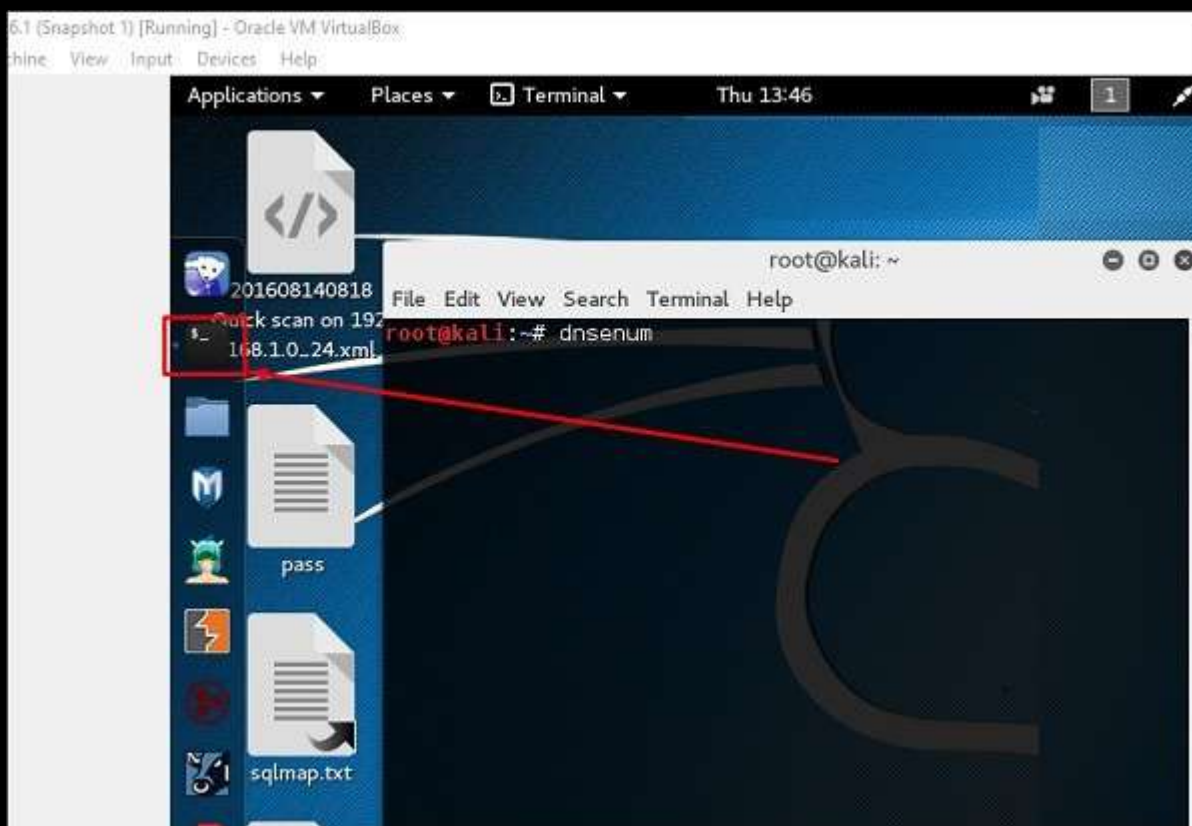 6.1 (Snapshot 1) [Running] - Oracle VM VirtualBox
View Input Devices Help
Applications Places Terminal Thu 13:46 1
root@kali: ~
File Edit View Search Terminal Help
201608140818
Quick scan on 192
168.1.0_24.xml
$_
root@kali:~# dnsenum
pass
sqlmap.txt